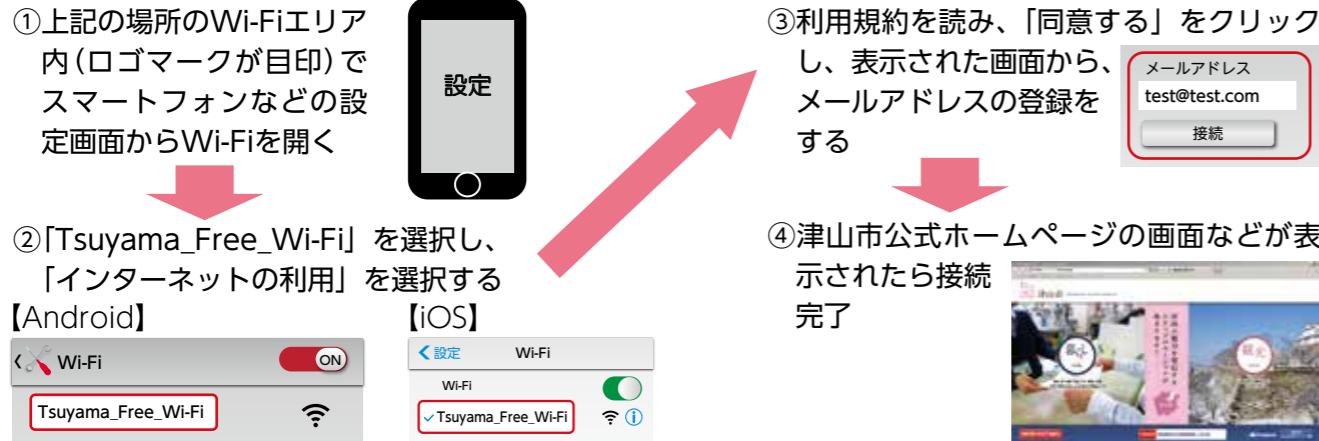 ①上記の場所のWi-Fiエリア
内(ロゴマークが目印)で
スマートフォンなどの設
定画面からWi-Fiを開く
設定
②「Tsuyama_Free_Wi-Fi」を選択し、
「インターネットの利用」を選択する
【Android】
Wi-Fi
ON
Tsuyama_Free_Wi-Fi
【iOS】
設定
Wi-Fi
Wi-Fi
Tsuyama_Free_Wi-Fi
③利用規約を読み、「同意する」をクリック
し、表示された画面から、
メールアドレスの登録を
する
メールアドレス
test@test.com
接続
④津山市公式ホームページの画面などが表
示されたら接続
完了